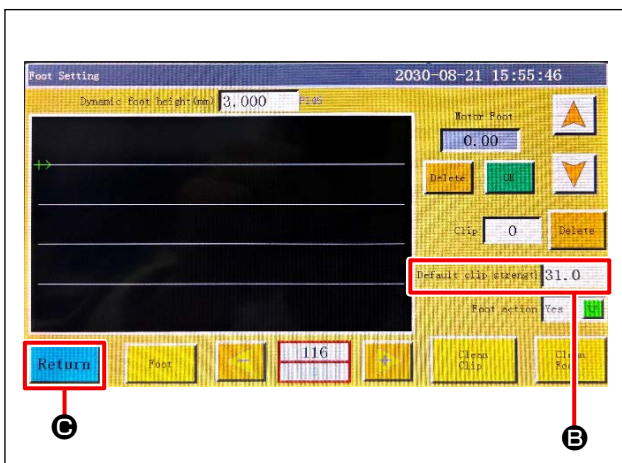 Foot Setting 2030-08-21 15:55:46
Dynamic foot height(mm) 3.000 P145
Motor Foot
0.00
Delete OK
Clip 0 Delete
Default clip strengt 31.0
Foot action Yes
Return Foot - 116 + Clean Clip Clean Foot
C
B